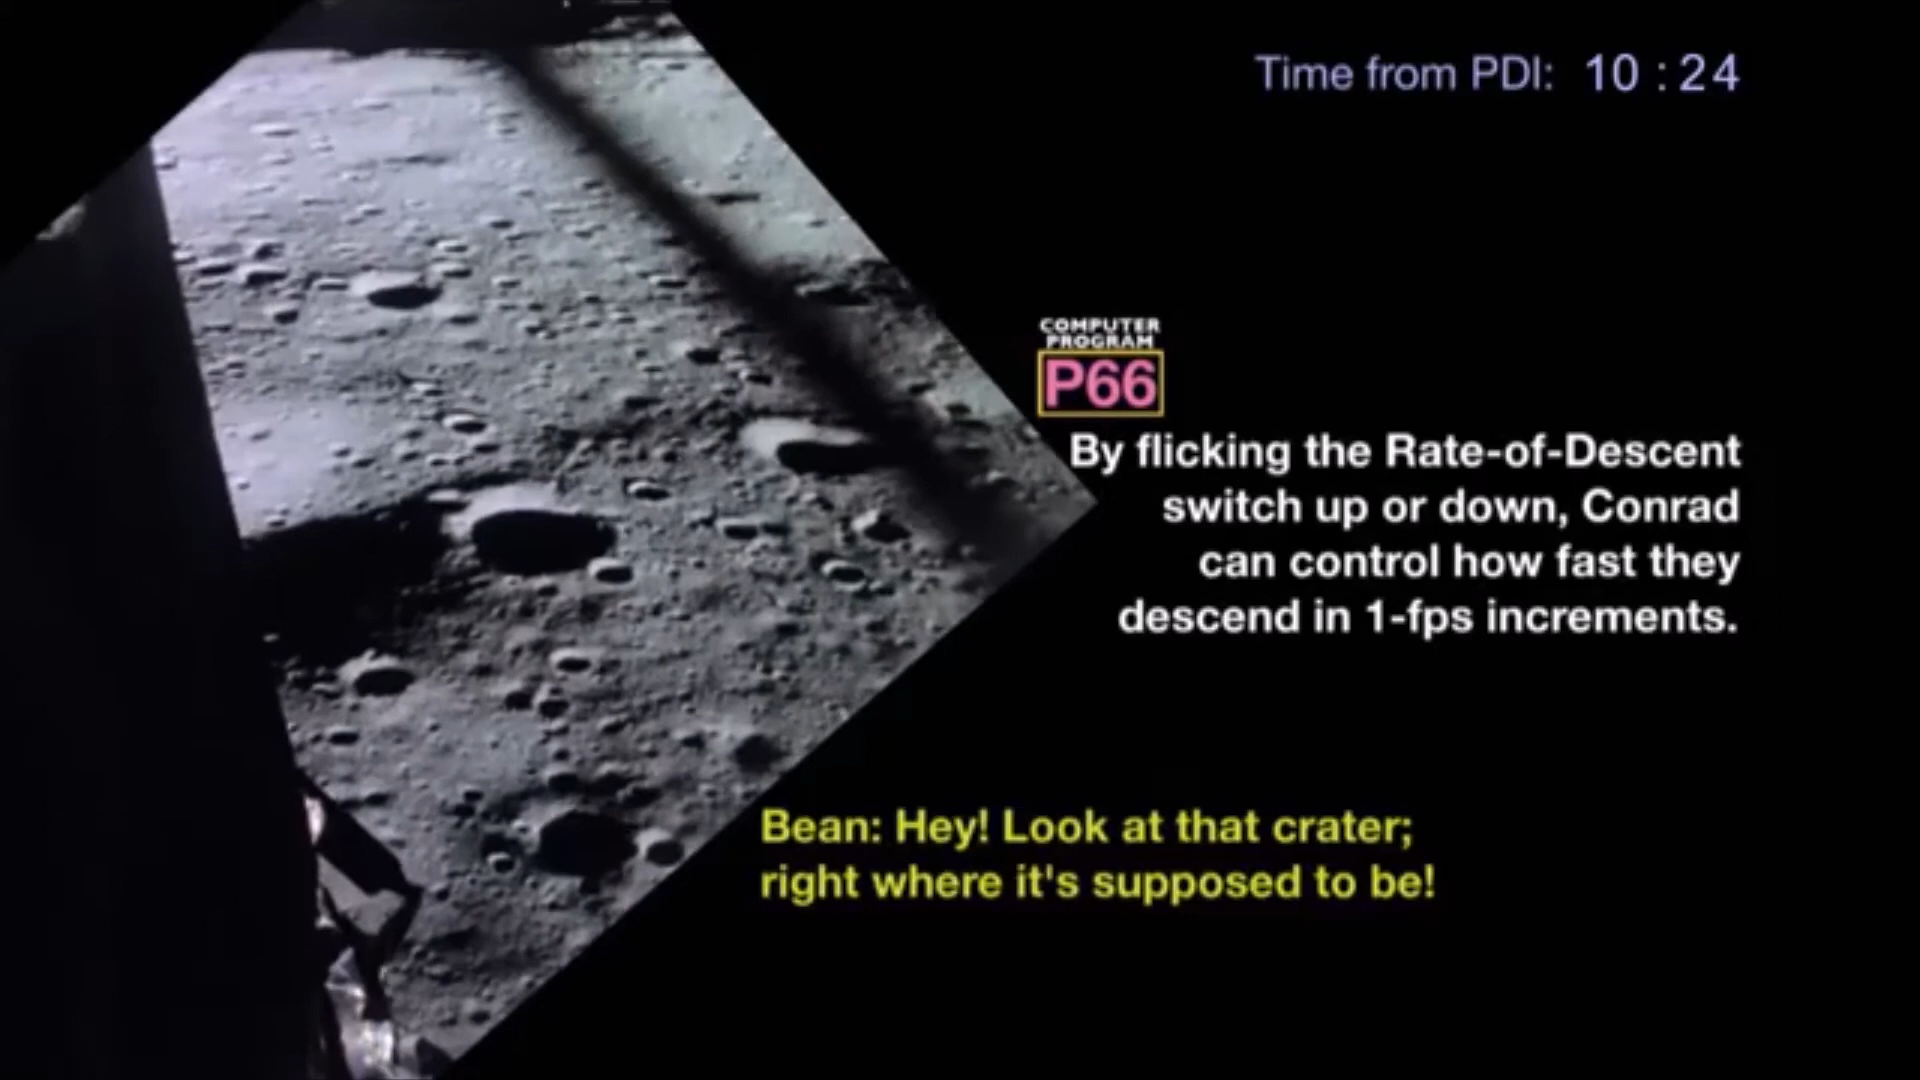 Time from PDI: 10 : 24
COMPUTER
PROGRAM
P66
By flicking the Rate-of-Descent
switch up or down, Conrad
can control how fast they
descend in 1-fps increments.
Bean: Hey! Look at that crater;
right where it's supposed to be!